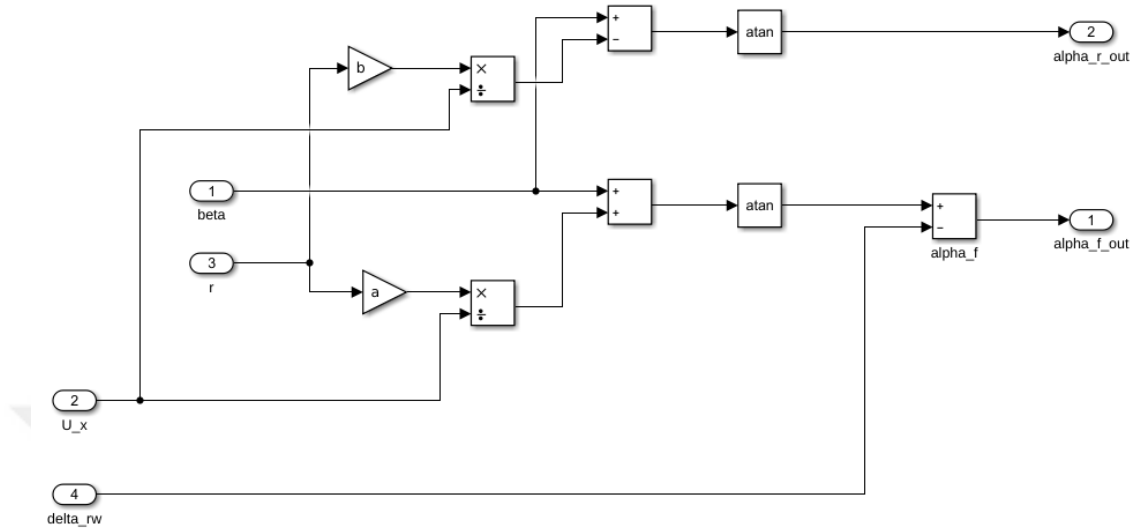 +
−
atan
2
alpha_r_out
b
×
÷
1
beta
+
+
atan
+
−
alpha_f
1
alpha_f_out
3
r
a
×
÷
2
U_x
4
delta_rw